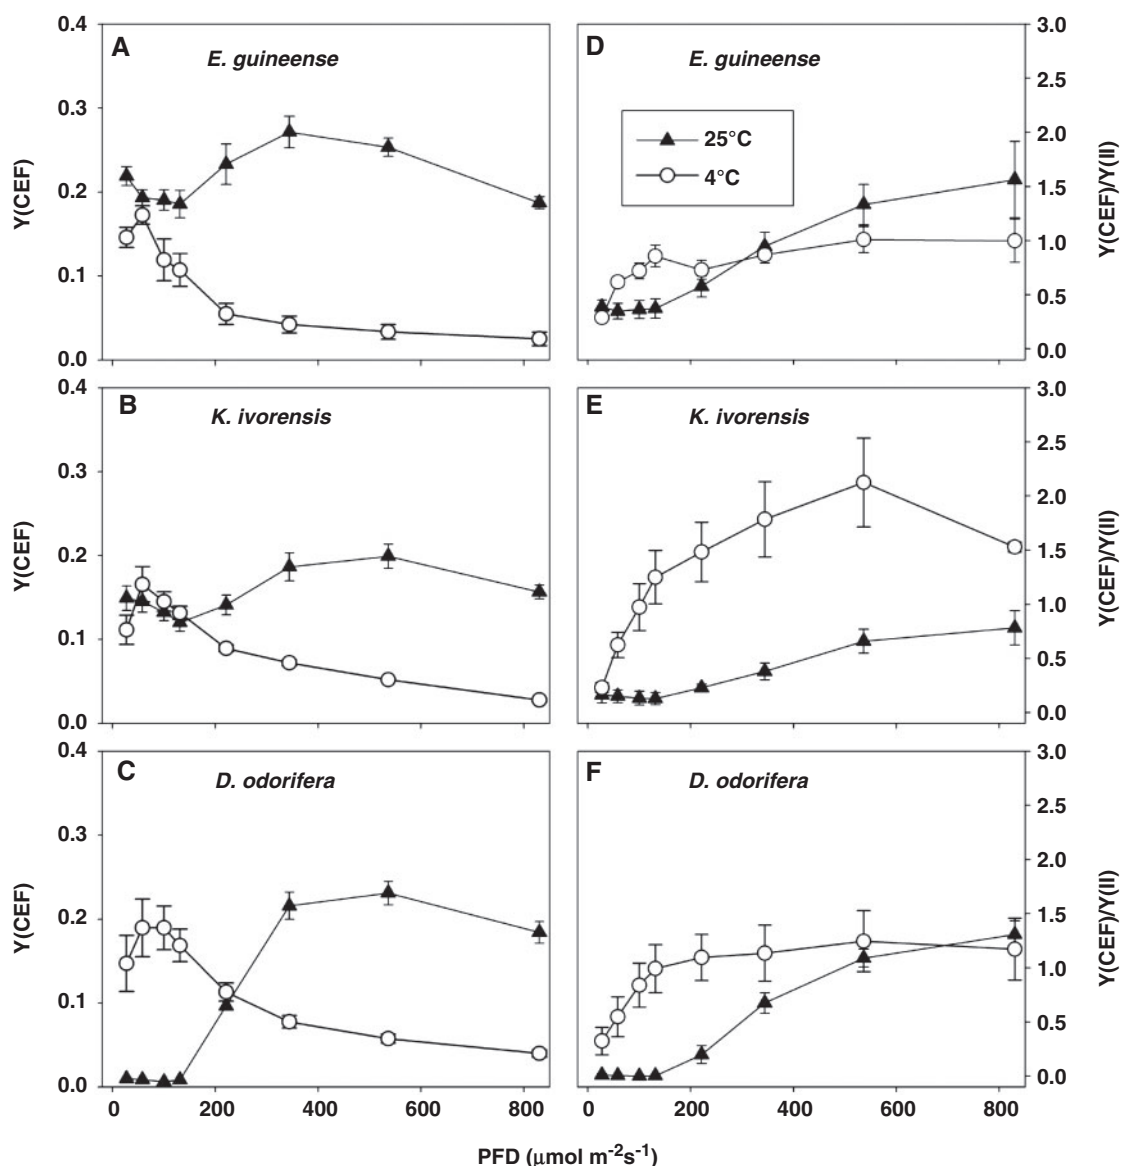 A
E. guineense
0.4
0.3
0.2
0.1
0.0
Y(CEF)
D
E. guineense
25°C
4°C
3.0
2.5
2.0
1.5
1.0
0.5
0.0
Y(CEF)/Y(II)
B
K. ivorensis
0.4
0.3
0.2
0.1
0.0
Y(CEF)
E
K. ivorensis
3.0
2.5
2.0
1.5
1.0
0.5
0.0
Y(CEF)/Y(II)
C
D. odorifera
0.4
0.3
0.2
0.1
0.0
Y(CEF)
0 200 400 600 800
F
D. odorifera
3.0
2.5
2.0
1.5
1.0
0.5
0.0
Y(CEF)/Y(II)
0 200 400 600 800
PFD (μmol m⁻²s⁻¹)